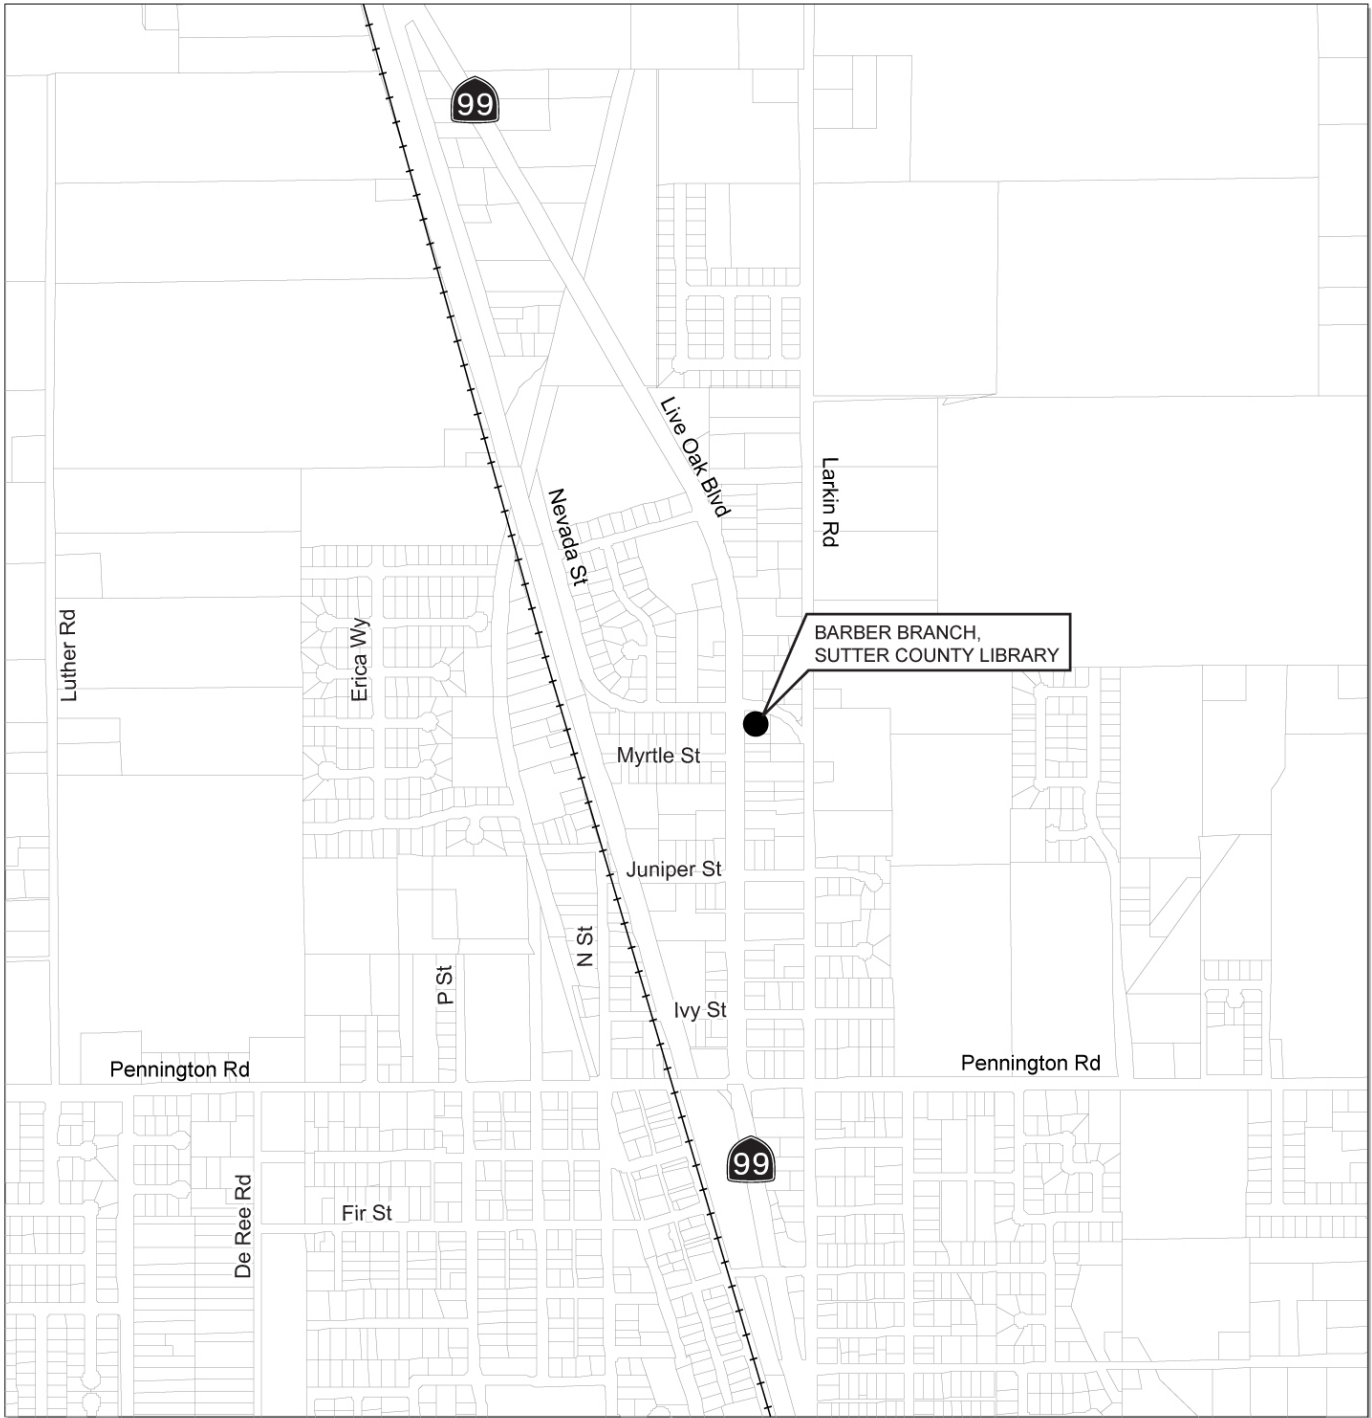 99
Live Oak Blvd
Larkin Rd
Nevada St
Luther Rd
Erica Wy
BARBER BRANCH,
SUTTER COUNTY LIBRARY
Myrtle St
Juniper St
N St
P St
Ivy St
Pennington Rd
Pennington Rd
99
De Ree Rd
Fir St